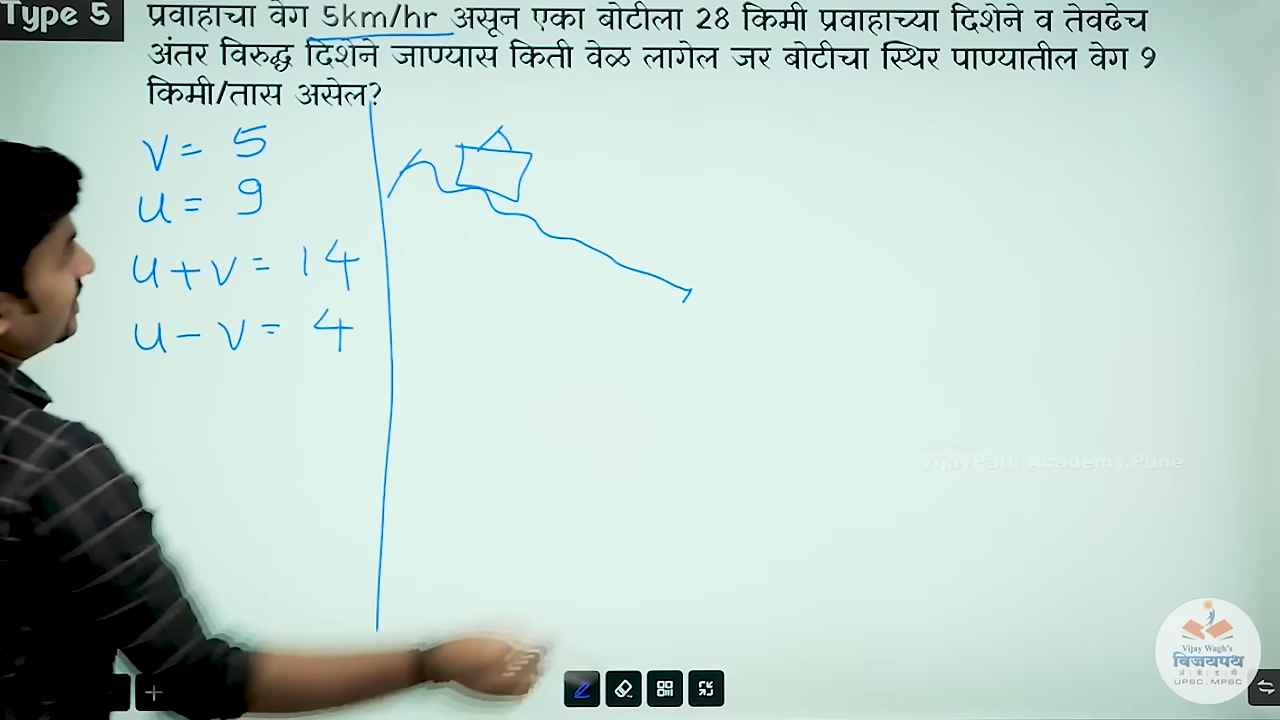 Type 5
प्रवाहाचा वेग 5km/hr असून एका बोटीला 28 किमी प्रवाहाच्या दिशेने व तेवढेच
अंतर विरुद्ध दिशेने जाण्यास किती वेळ लागेल जर बोटीचा स्थिर पाण्यातील वेग 9
किमी/तास असेल?
v = 5
u = 9
u + v = 14
u - v = 4
VijayPath Academy,Pune
Vijay Wagh's
विजयपथ
UPSC . MPSC